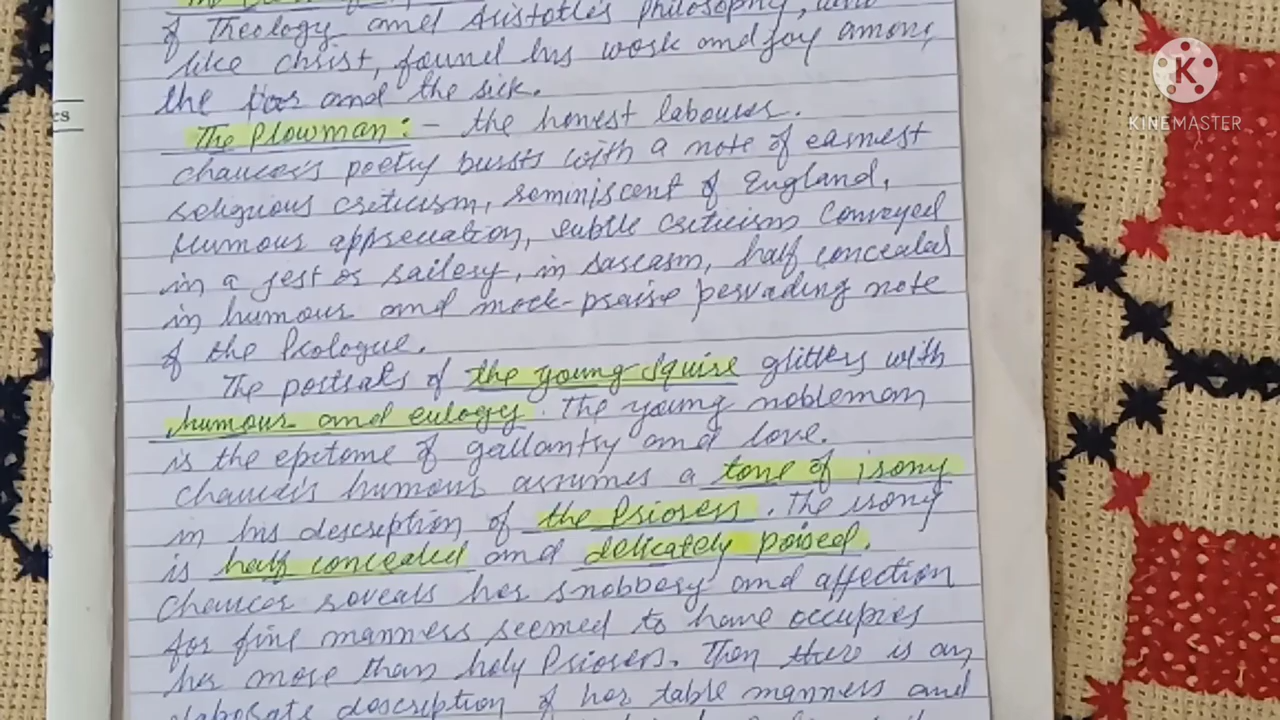 of Theology and Aristotle's philosophy, and
like Christ, found his work and joy among
the poor and the sick.
The Plowman:- the honest labourer.
Chaucer's poetry bursts with a note of earnest
religious criticism, reminiscent of England,
humour appreciation, subtle criticism conveyed
in a jest or railery, in sarcasm, half concealed
in humour and mock-praise pervading note
of the Prologue.
The portrais of the young Squire glitters with
humour and eulogy. The young nobleman
is the epitome of gallantry and love.
Chaucer's humour assumes a tone of irony
in his description of the Prioress. The irony
is half concealed and delicately poised.
Chaucer reveals her snobbery and affection
for fine manners seemed to have occupies
her more than holy Prioress. Then there is an
elaborate description of her table manners and
cs
K
KINEMASTER